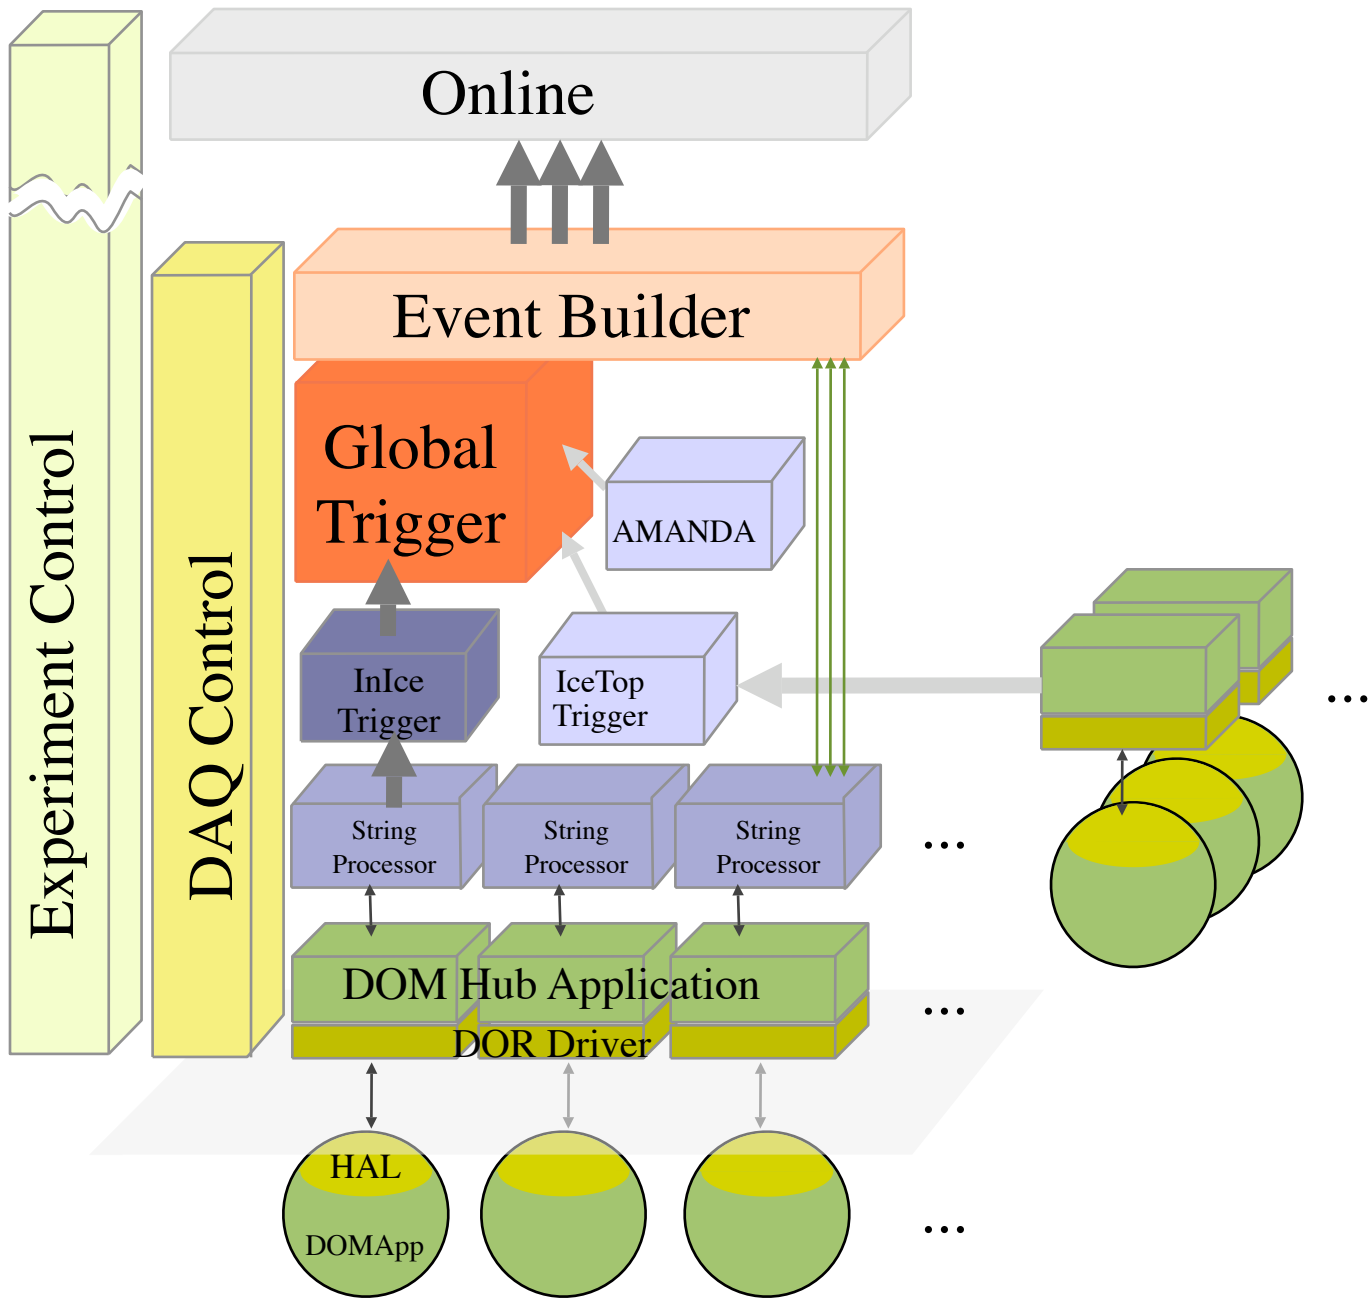 Online
Event Builder
Global
Trigger
AMANDA
InIce
Trigger
IceTop
Trigger
...
String
Processor
String
Processor
String
Processor
...
DOM Hub Application
...
DOR Driver
HAL
DOMApp
...
Experiment Control
DAQ Control